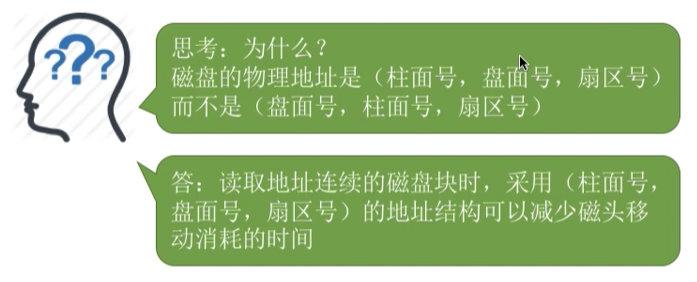 ???
思考：为什么？
磁盘的物理地址是（柱面号，盘面号，扇区号）
而不是（盘面号，柱面号，扇区号）
答：读取地址连续的磁盘块时，采用（柱面号，
盘面号，扇区号）的地址结构可以减少磁头移
动消耗的时间